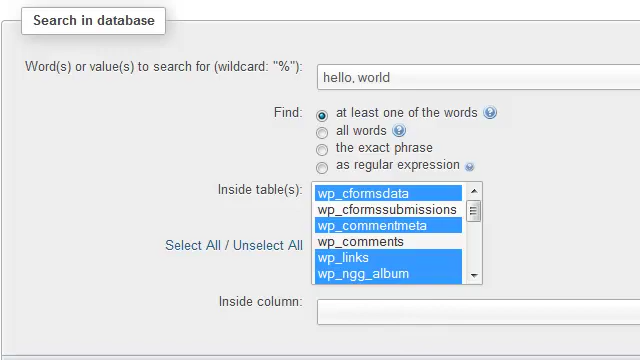 Search in database
Word(s) or value(s) to search for (wildcard: "%"):
hello, world
Find:
at least one of the words
all words
the exact phrase
as regular expression
Inside table(s):
wp_cformsdata
wp_cformssubmissions
wp_commentmeta
wp_comments
wp_links
wp_ngg_album
Select All / Unselect All
Inside column: